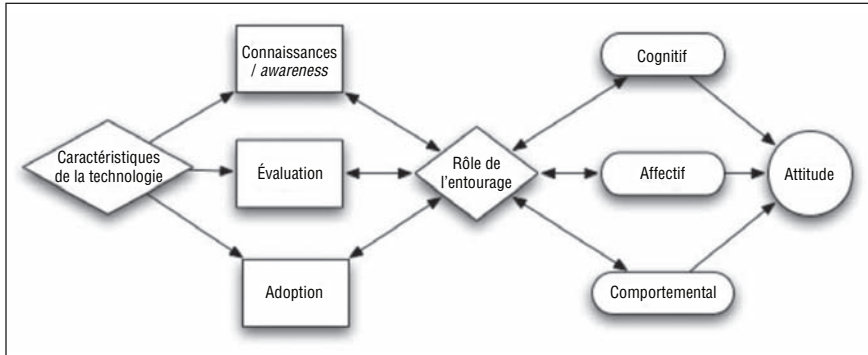 Caractéristiques
de la technologie
Connaissances
/ awareness
Évaluation
Adoption
Rôle de
l'entourage
Cognitif
Affectif
Comportemental
Attitude